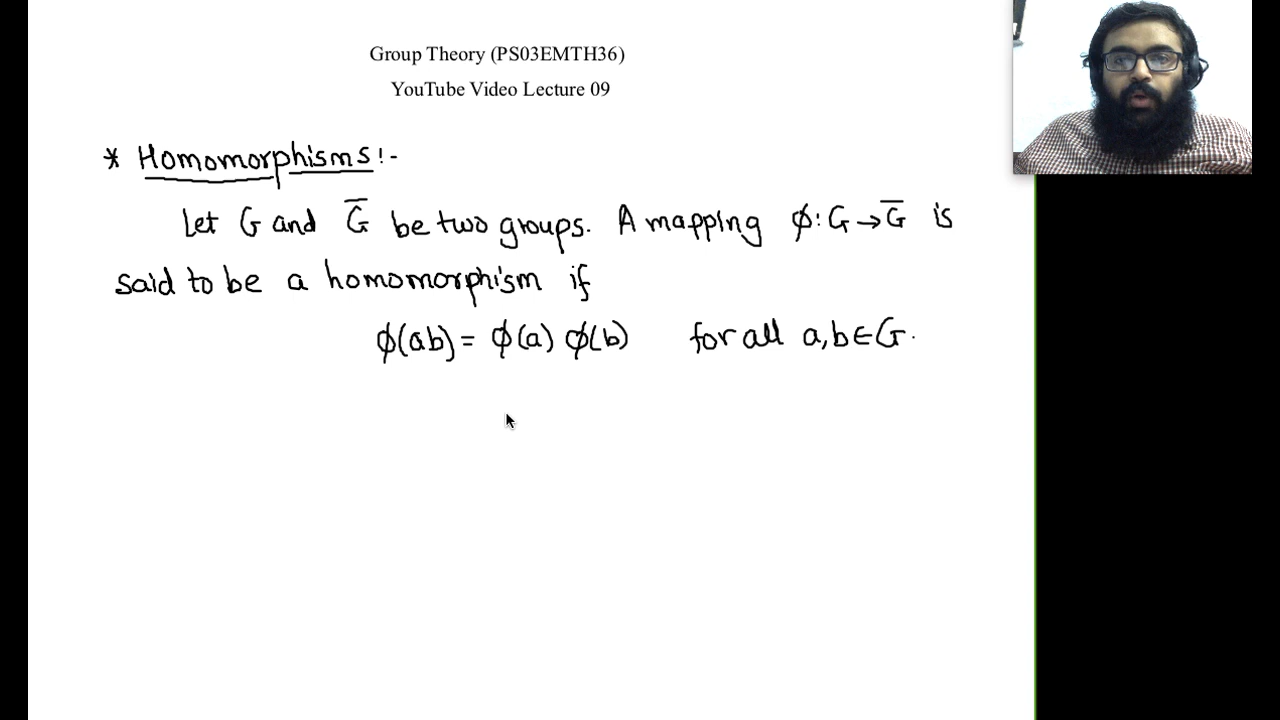 Group Theory (PS03EMTH36)
YouTube Video Lecture 09
* Homomorphisms:-
Let G and G̅ be two groups. A mapping ϕ: G → G̅ is
said to be a homomorphism if
ϕ(ab) = ϕ(a) ϕ(b) for all a,b ∈ G.